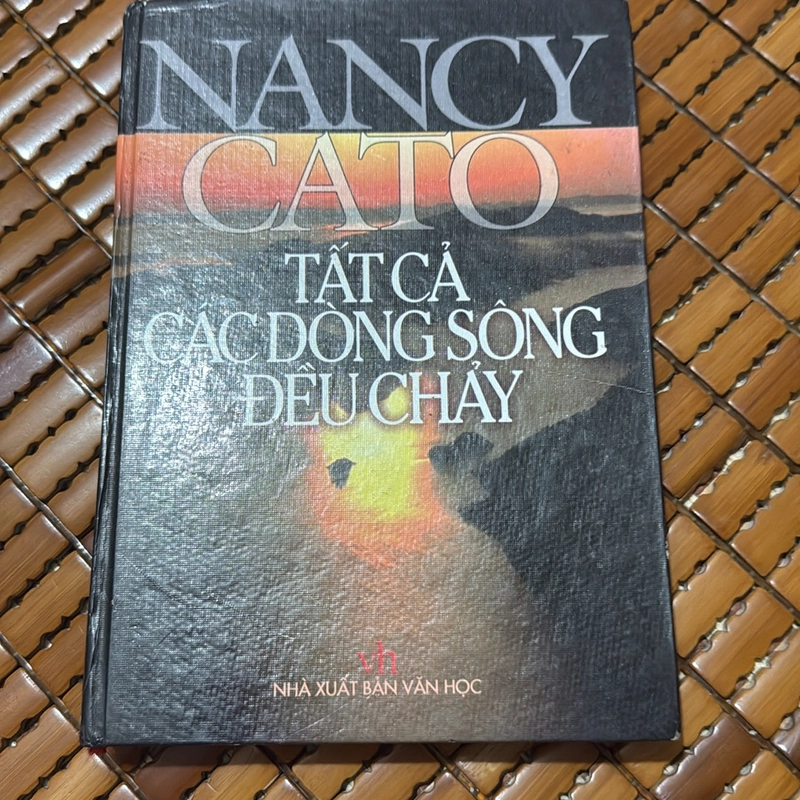 NANCY
CATO
TẤT CẢ
CÁC DÒNG SÔNG
ĐỀU CHẢY
vh
NHÀ XUẤT BẢN VĂN HỌC